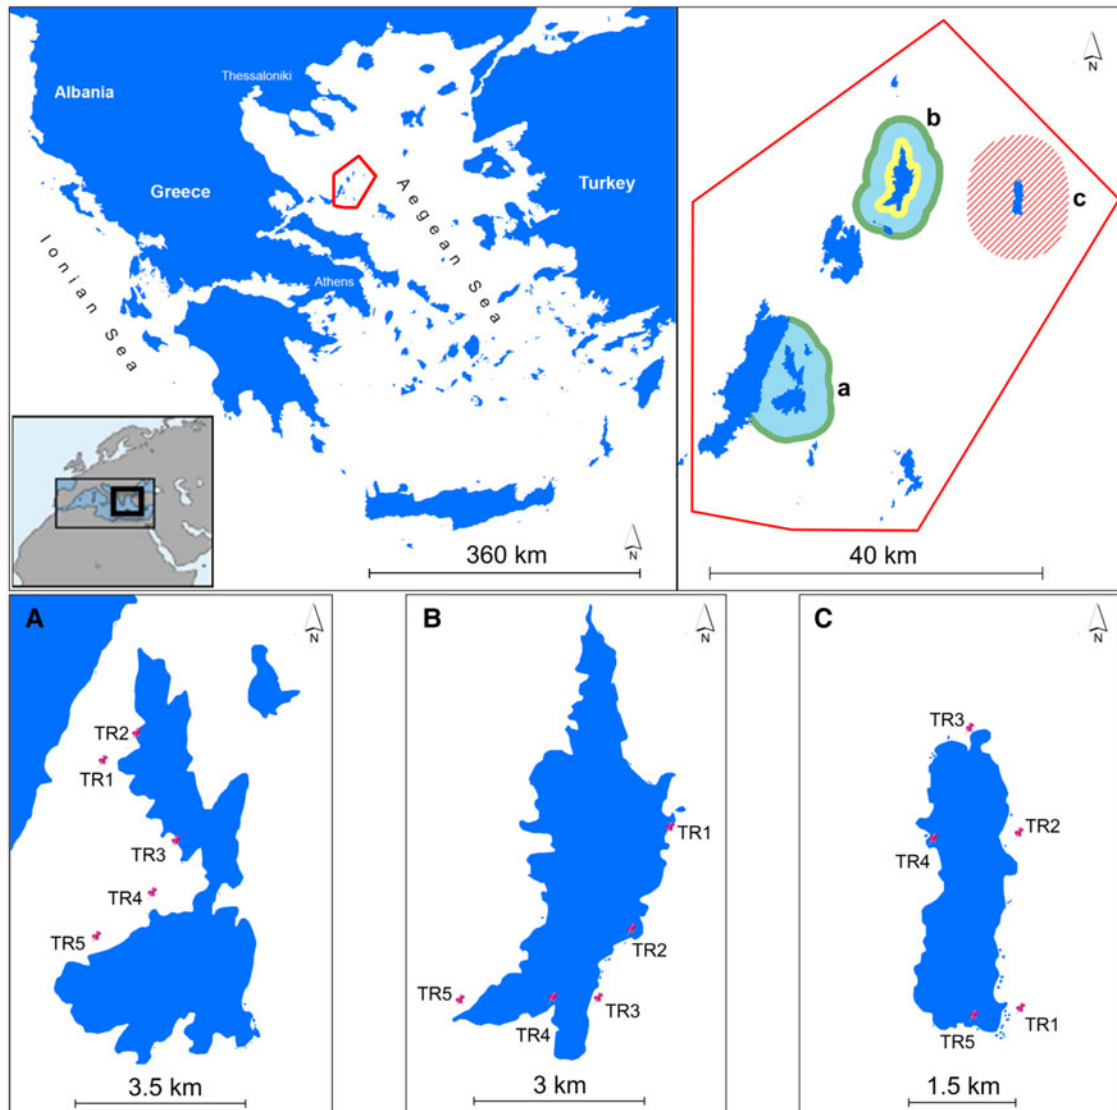 Thessaloniki
Albania
Greece
Turkey
Aegean Sea
Ionian Sea
Athens
N
360 km
N
b
c
a
40 km
A
N
TR2
TR1
TR3
TR4
TR5
3.5 km
B
N
TR1
TR2
TR3
TR4
TR5
3 km
C
N
TR3
TR2
TR4
TR1
TR5
1.5 km